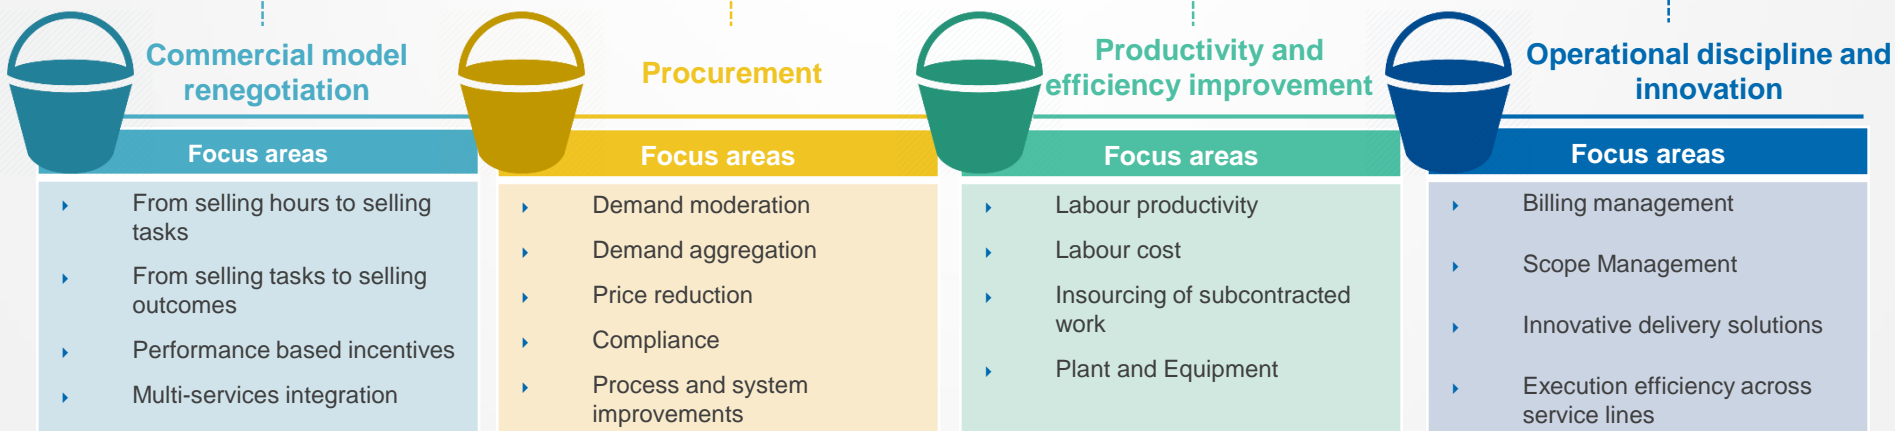 Commercial model
renegotiation
Focus areas
From selling hours to selling
tasks
From selling tasks to selling
outcomes
Performance based incentives
Multi-services integration
Procurement
Focus areas
Demand moderation
Demand aggregation
Price reduction
Compliance
Process and system
improvements
Productivity and
efficiency improvement
Focus areas
Labour productivity
Labour cost
Insourcing of subcontracted
work
Plant and Equipment
Operational discipline and
innovation
Focus areas
Billing management
Scope Management
Innovative delivery solutions
Execution efficiency across
service lines